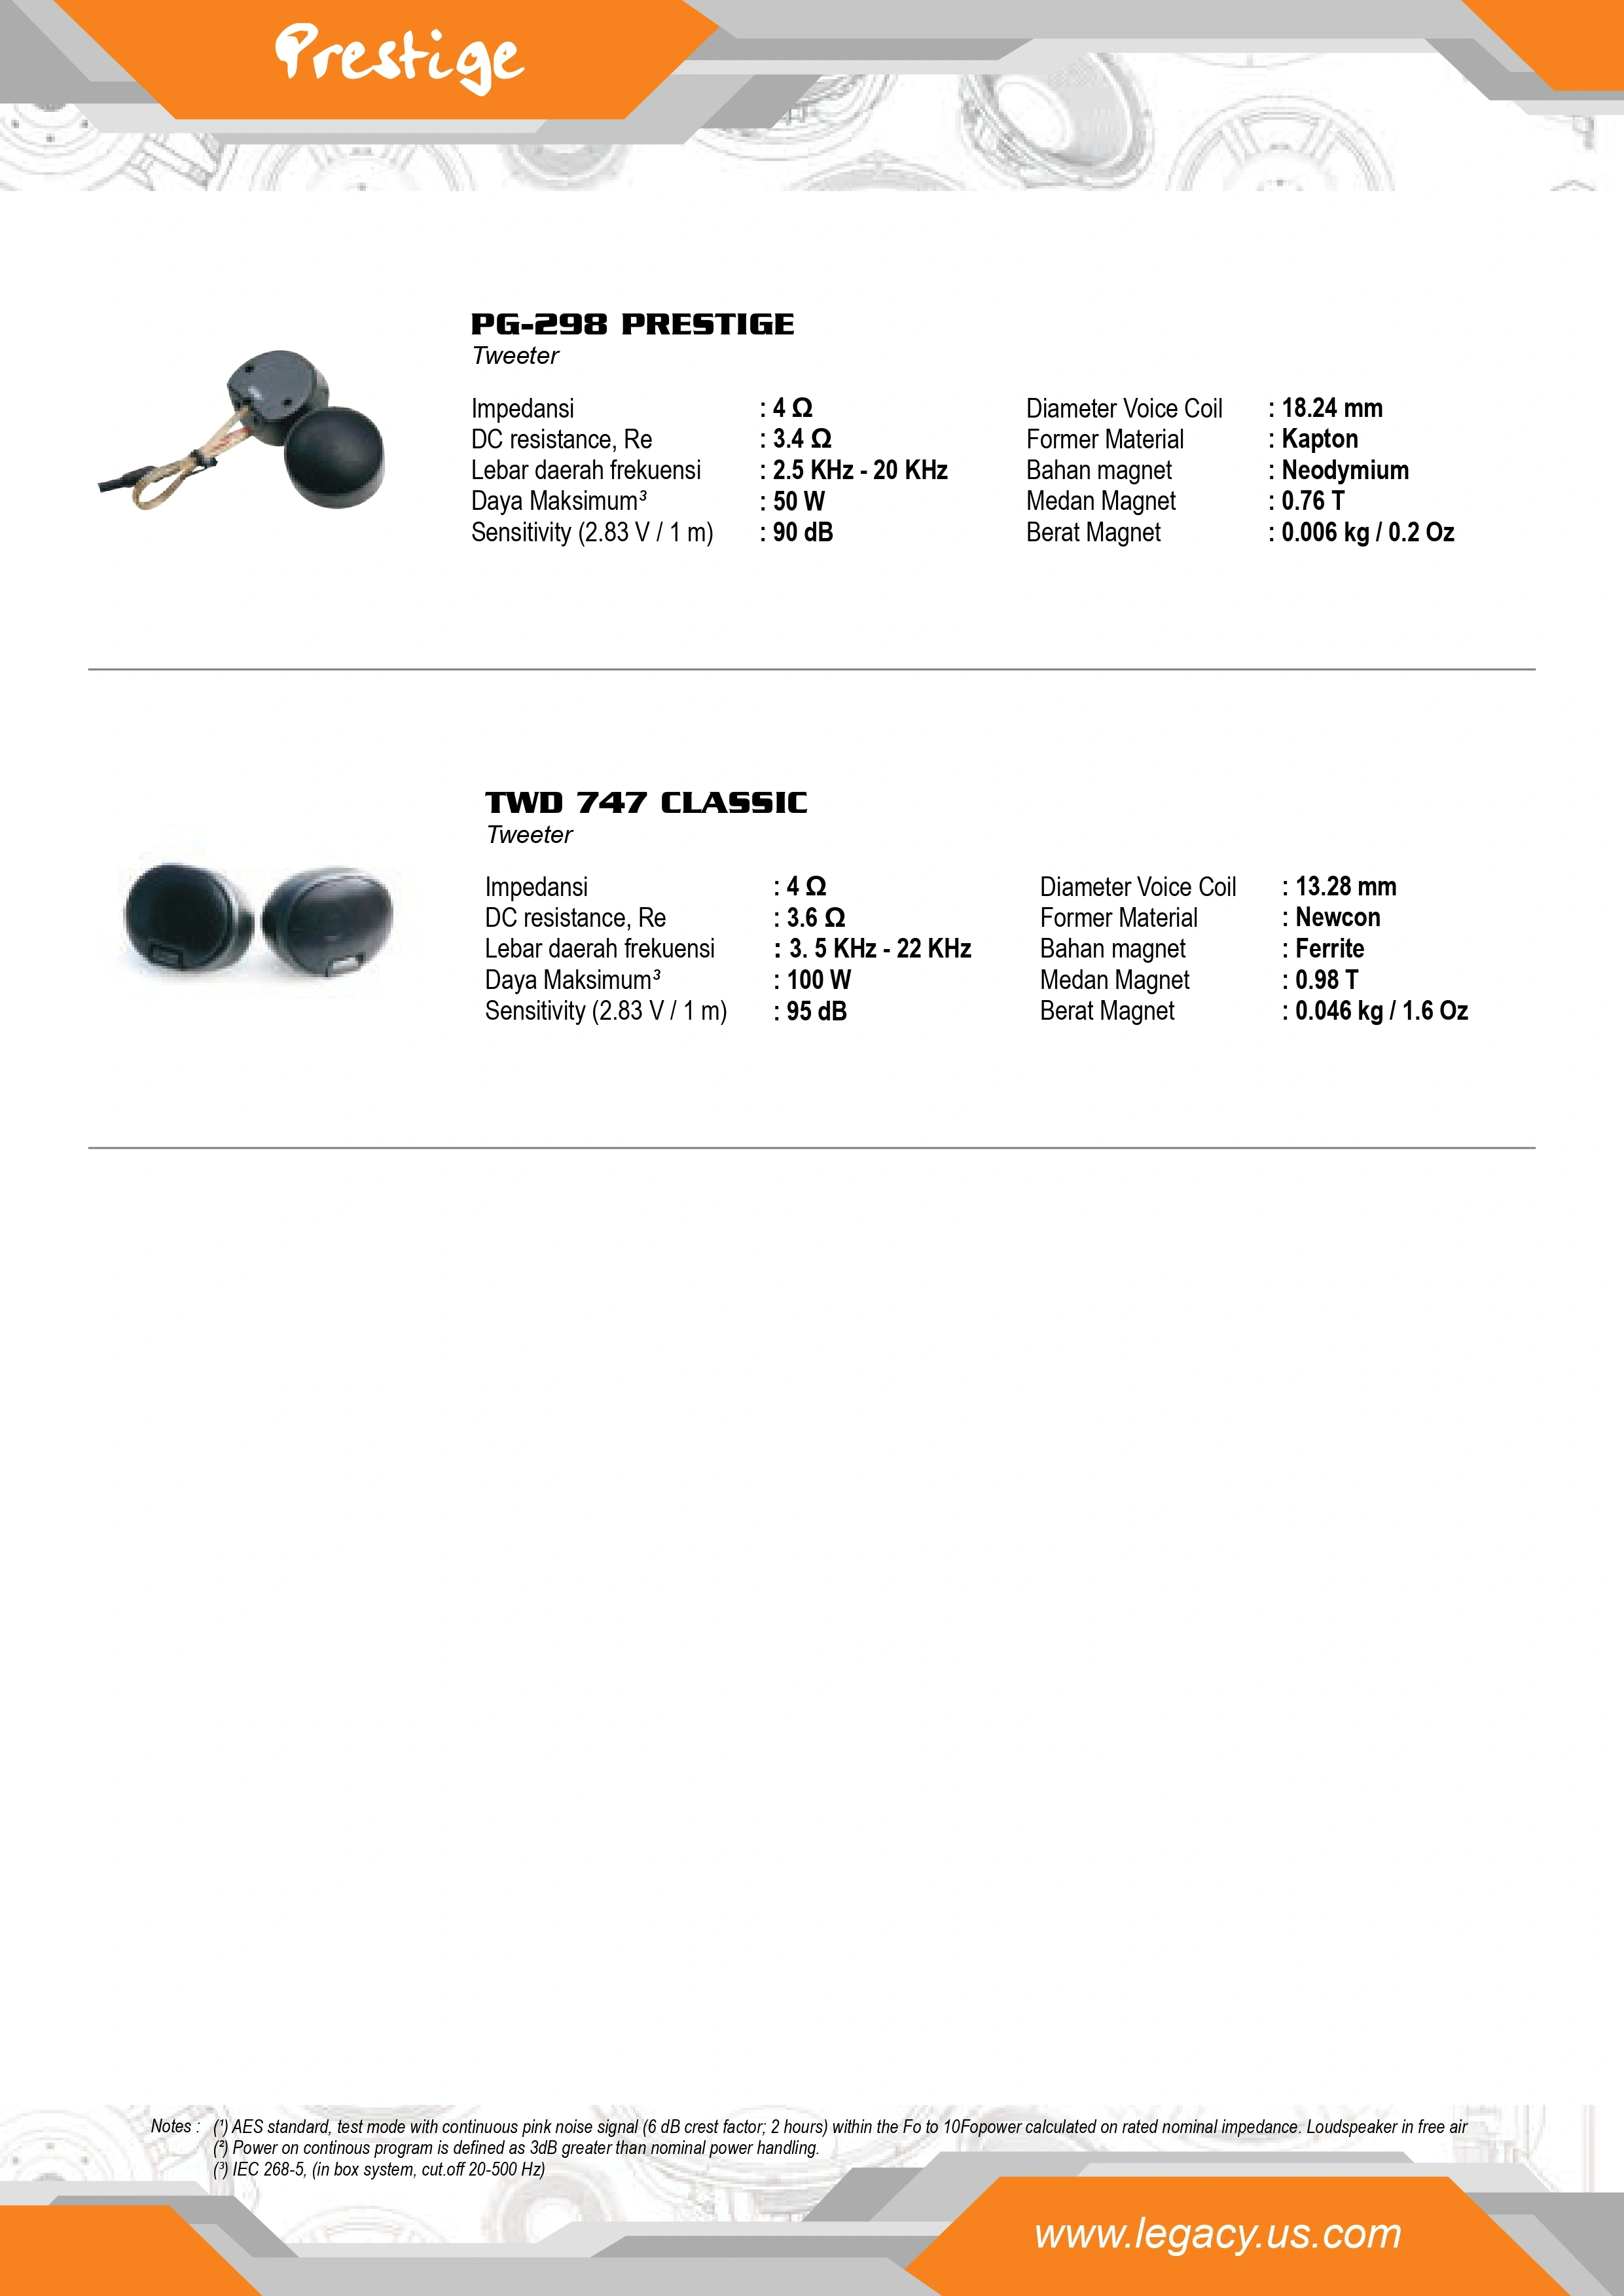 Prestige
PG-298 PRESTIGE
Tweeter
Impedansi : 4 Ω Diameter Voice Coil : 18.24 mm
DC resistance, Re : 3.4 Ω Former Material : Kapton
Lebar daerah frekuensi : 2.5 KHz - 20 KHz Bahan magnet : Neodymium
Daya Maksimum³ : 50 W Medan Magnet : 0.76 T
Sensitivity (2.83 V / 1 m) : 90 dB Berat Magnet : 0.006 kg / 0.2 Oz
TWD 747 CLASSIC
Tweeter
Impedansi : 4 Ω Diameter Voice Coil : 13.28 mm
DC resistance, Re : 3.6 Ω Former Material : Newcon
Lebar daerah frekuensi : 3. 5 KHz - 22 KHz Bahan magnet : Ferrite
Daya Maksimum³ : 100 W Medan Magnet : 0.98 T
Sensitivity (2.83 V / 1 m) : 95 dB Berat Magnet : 0.046 kg / 1.6 Oz
Notes : (¹) AES standard, test mode with continuous pink noise signal (6 dB crest factor; 2 hours) within the Fo to 10Fopower calculated on rated nominal impedance. Loudspeaker in free air
(²) Power on continous program is defined as 3dB greater than nominal power handling.
(³) IEC 268-5, (in box system, cut.off 20-500 Hz)
www.legacy.us.com